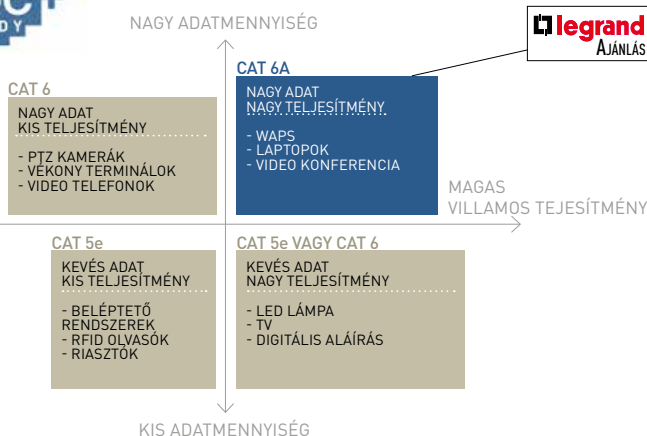 DY
NAGY ADATMENNYISÉG
legrand
AJÁNLÁS
CAT 6A
NAGY ADAT
NAGY TELJESÍTMÉNY
- WAPS
- LAPTOPOK
- VIDEO KONFERENCIA
CAT 6
NAGY ADAT
KIS TELJESÍTMÉNY
- PTZ KAMERÁK
- VÉKONY TERMINÁLOK
- VIDEO TELEFONOK
MAGAS
VILLAMOS TEJESÍTMÉNY
CAT 5e
KEVÉS ADAT
KIS TELJESÍTMÉNY
- BELÉPTETŐ
RENDSZEREK
- RFID OLVASÓK
- RIASZTÓK
CAT 5e VAGY CAT 6
KEVÉS ADAT
NAGY TELJESÍTMÉNY
- LED LÁMPA
- TV
- DIGITÁLIS ALÁÍRÁS
KIS ADATMENNYISÉG